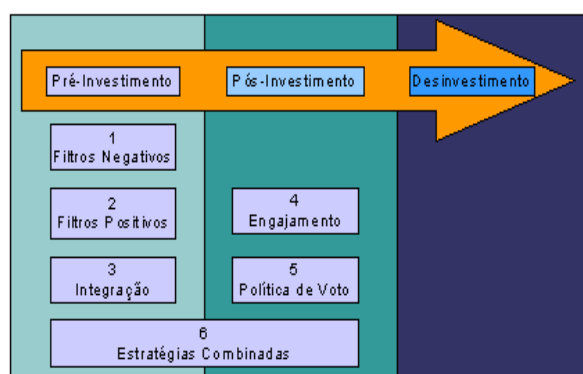 Pré-Investimento
Pós-Investimento
Desinvestimento
1
Filtros Negativos
2
Filtros Positivos
4
Engajamento
3
Integração
5
Política de Voto
6
Estratégias Combinadas